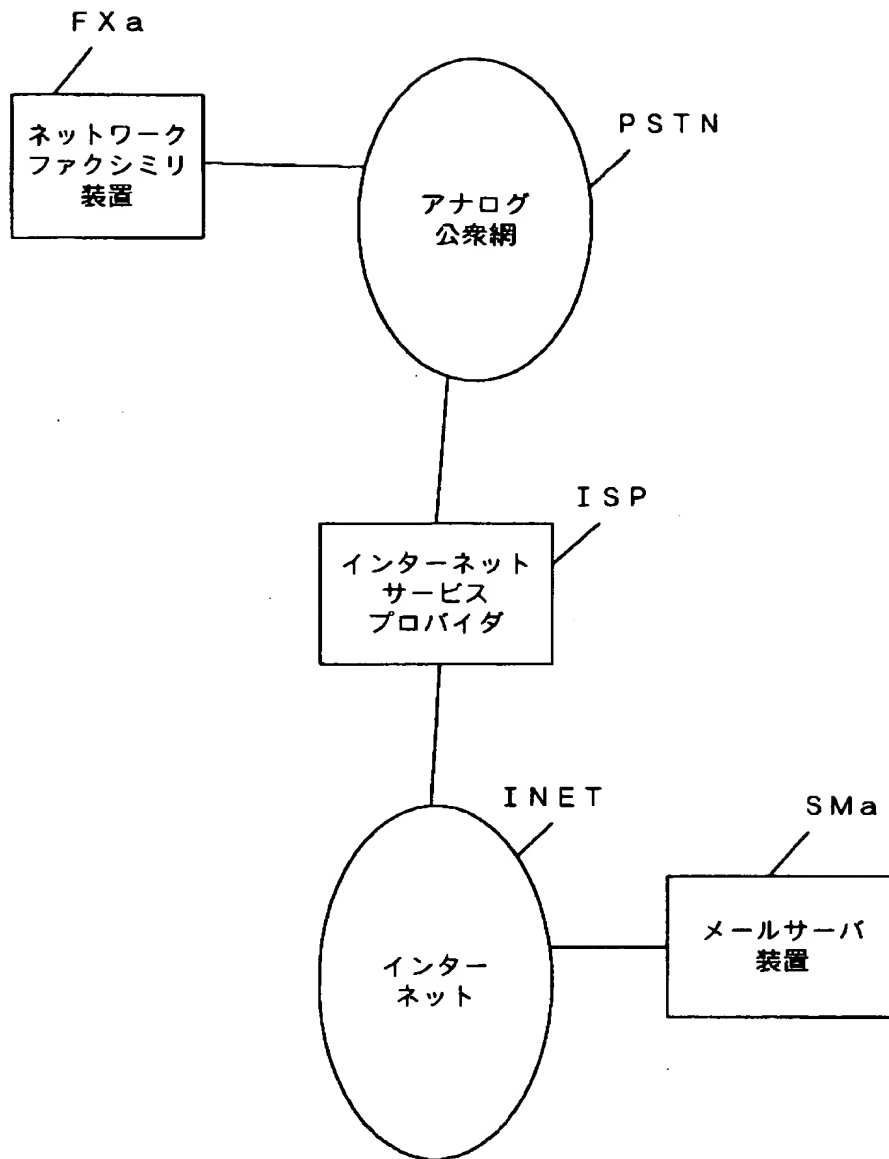 FXa
ネットワーク
ファクシミリ
装置
PSTN
アナログ
公衆網
ISP
インターネット
サービス
プロバイダ
INET
SMa
メールサーバ
装置
インター
ネット